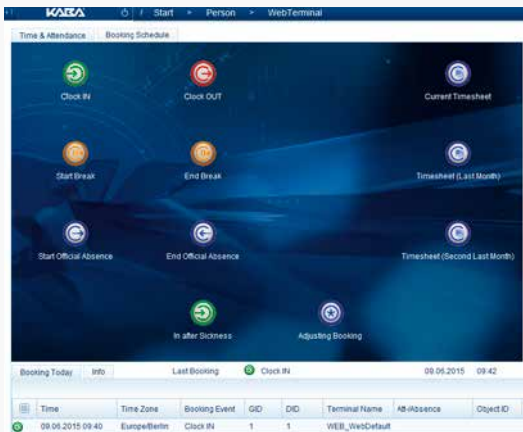 KABA Start ▸ Person ▸ WebTerminal
Time & Attendance Booking Schedule
Clock IN Clock OUT Current Timesheet
Start Break End Break Timesheet (Last Month)
Start Official Absence End Official Absence Timesheet (Second Last Month)
In after Sickness Adjusting Booking
Booking Today Info Last Booking Clock IN 09.06.2015 09:42
Time Time Zone Booking Event GID DID Terminal Name Att-/Absence Object ID
09.06.2015 09:40 Europe/Berlin Clock IN 1 1 WEB_WebDefault